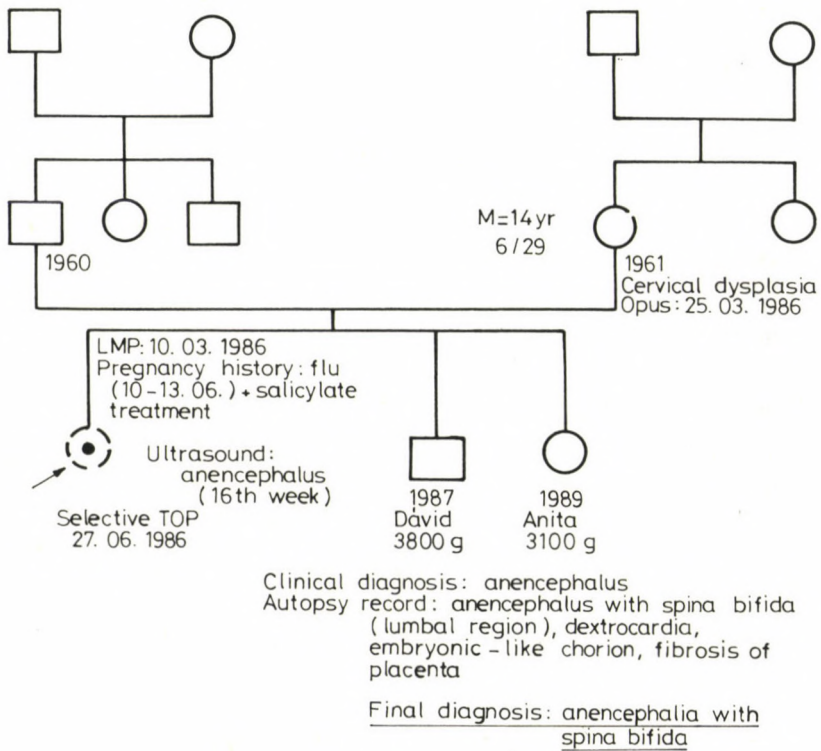 M=14yr
6/29
1960
1961
Cervical dysplasia
Opus: 25. 03. 1986
LMP: 10. 03. 1986
Pregnancy history: flu
(10-13. 06.) + salicylate
treatment
Ultrasound:
anencephalus
(16th week)
Selective TOP
27. 06. 1986
1987
Dávid
3800 g
1989
Anita
3100 g
Clinical diagnosis: anencephalus
Autopsy record: anencephalus with spina bifida
(lumbal region), dextrocardia,
embryonic-like chorion, fibrosis of
placenta
Final diagnosis: anencephalia with
spina bifida